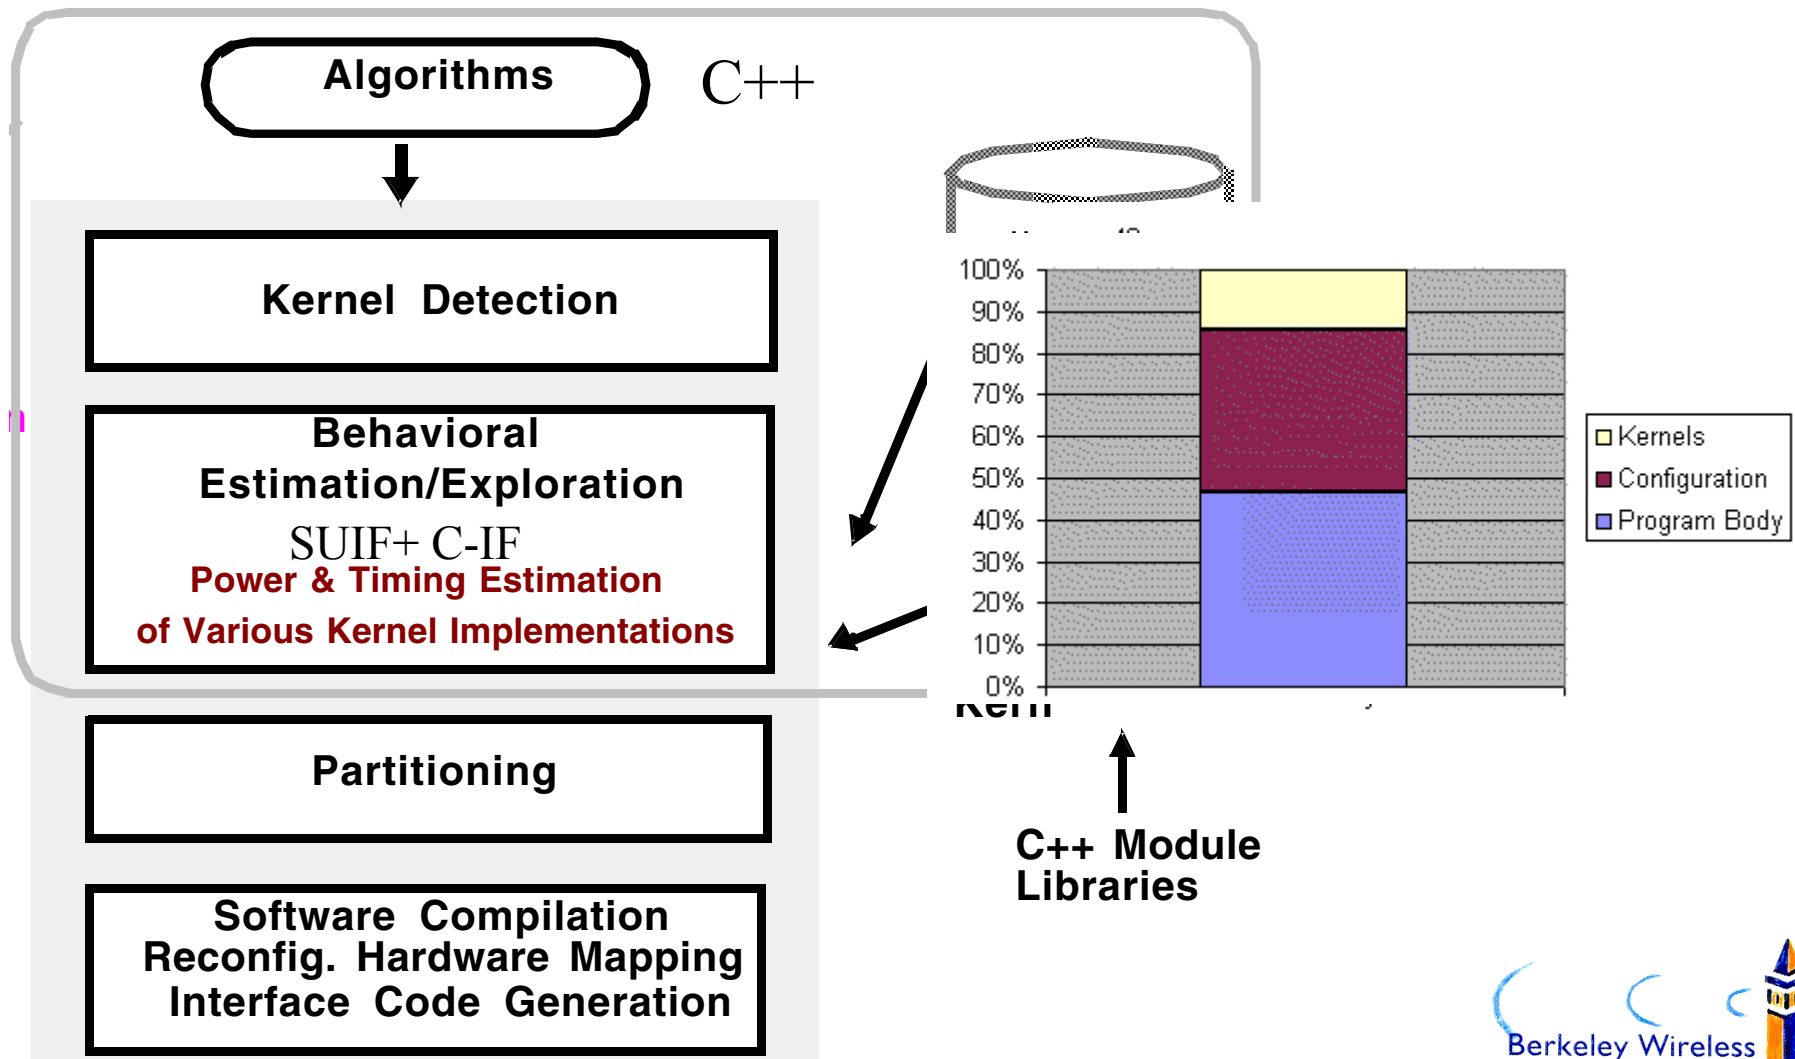 Algorithms
C++
Kernel Detection
Behavioral
Estimation/Exploration
SUIF+ C-IF
Power & Timing Estimation
of Various Kernel Implementations
Partitioning
Software Compilation
Reconfig. Hardware Mapping
Interface Code Generation
100%
90%
80%
70%
60%
50%
40%
30%
20%
10%
0%
Kernels
Configuration
Program Body
Kern
C++ Module
Libraries
Berkeley Wireless